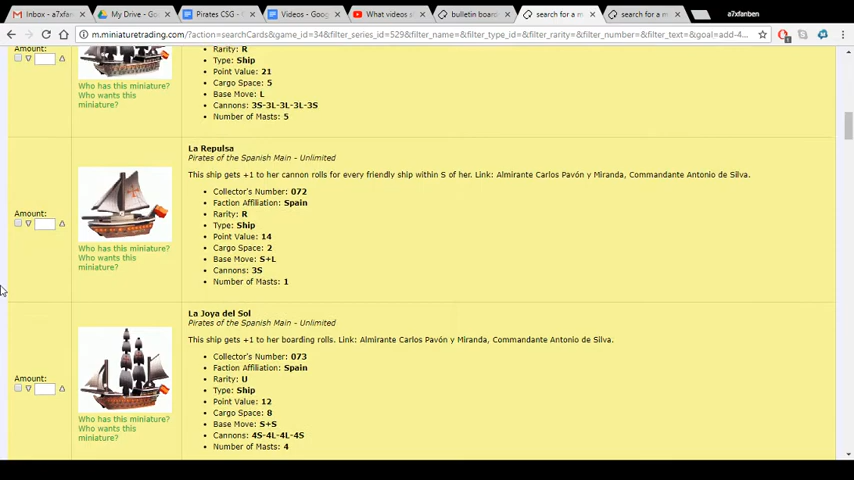 Inbox - a7xfan
My Drive - Go
Pirates CSG -
Videos - Goog
What videos s
bulletin board
search for a m
search for a m
a7xfanben
m.miniaturetrading.com/?action=searchCards&game_id=34&filter_series_id=529&filter_name=&filter_type_id=&filter_rarity=&filter_number=&filter_text=&goal=add-4...
Amount:
Who has this miniature?
Who wants this
miniature?
Rarity: R
Type: Ship
Point Value: 21
Cargo Space: 5
Base Move: L
Cannons: 3S-3L-3L-3L-3S
Number of Masts: 5
La Repulsa
Pirates of the Spanish Main - Unlimited
This ship gets +1 to her cannon rolls for every friendly ship within S of her. Link: Almirante Carlos Pavón y Miranda, Commandante Antonio de Silva.
Collector's Number: 072
Faction Affiliation: Spain
Rarity: R
Type: Ship
Point Value: 14
Cargo Space: 2
Base Move: S+L
Cannons: 3S
Number of Masts: 1
Amount:
Who has this miniature?
Who wants this
miniature?
La Joya del Sol
Pirates of the Spanish Main - Unlimited
This ship gets +1 to her boarding rolls. Link: Almirante Carlos Pavón y Miranda, Commandante Antonio de Silva.
Collector's Number: 073
Faction Affiliation: Spain
Rarity: U
Type: Ship
Point Value: 12
Cargo Space: 8
Base Move: S+S
Cannons: 4S-4L-4L-4S
Number of Masts: 4
Amount:
Who has this miniature?
Who wants this
miniature?